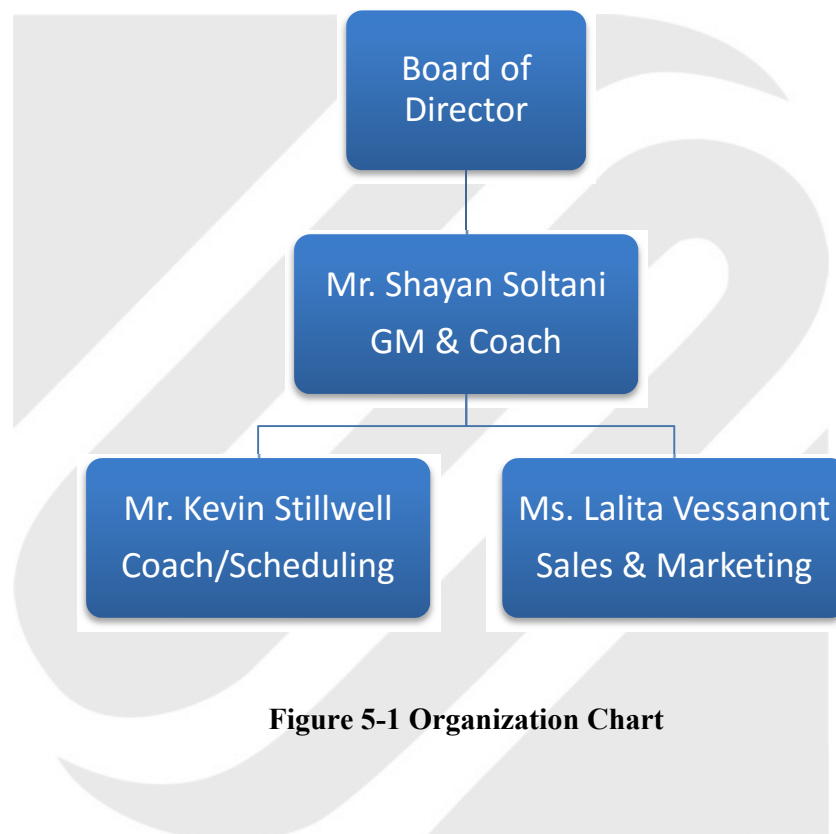 Board of
Director
Mr. Shayan Soltani
GM & Coach
Mr. Kevin Stillwell
Coach/Scheduling
Ms. Lalita Vessanont
Sales & Marketing
Figure 5-1 Organization Chart